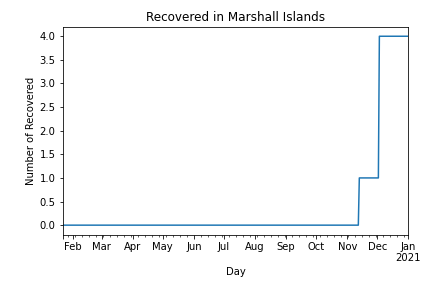 Recovered in Marshall Islands
Number of Recovered
4.0
3.5
3.0
2.5
2.0
1.5
1.0
0.5
0.0
Feb Mar Apr May Jun Jul Aug Sep Oct Nov Dec Jan
2021
Day